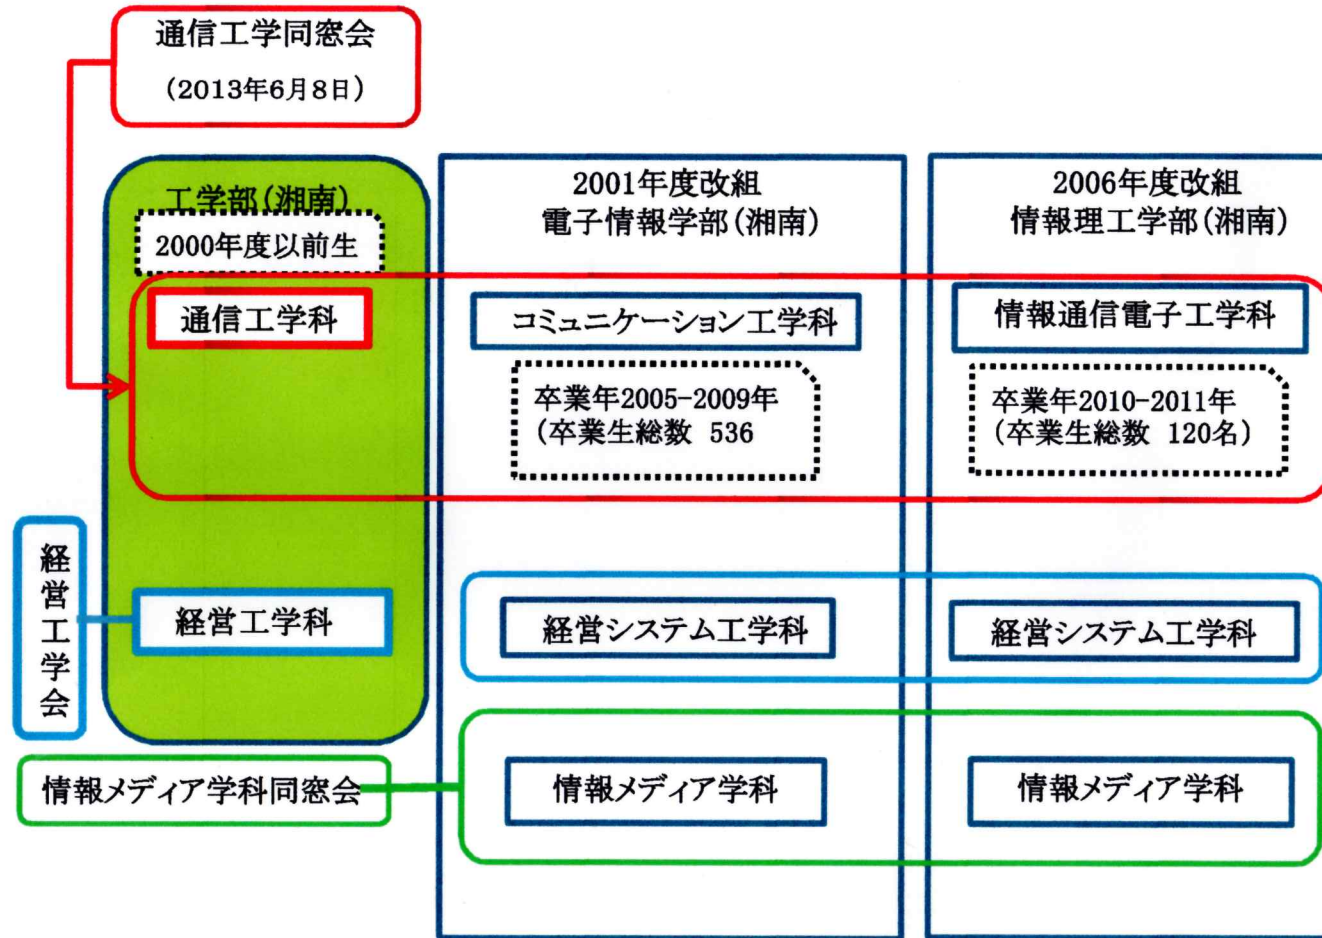 通信工学同窓会
(2013年6月8日)
工学部(湘南)
2000年度以前生
通信工学科
2001年度改組
電子情報学部(湘南)
コミュニケーション工学科
卒業年2005-2009年
(卒業生総数 536
2006年度改組
情報理工学部(湘南)
情報通信電子工学科
卒業年2010-2011年
(卒業生総数 120名)
経営工学会
経営工学科
経営システム工学科
経営システム工学科
情報メディア学科同窓会
情報メディア学科
情報メディア学科